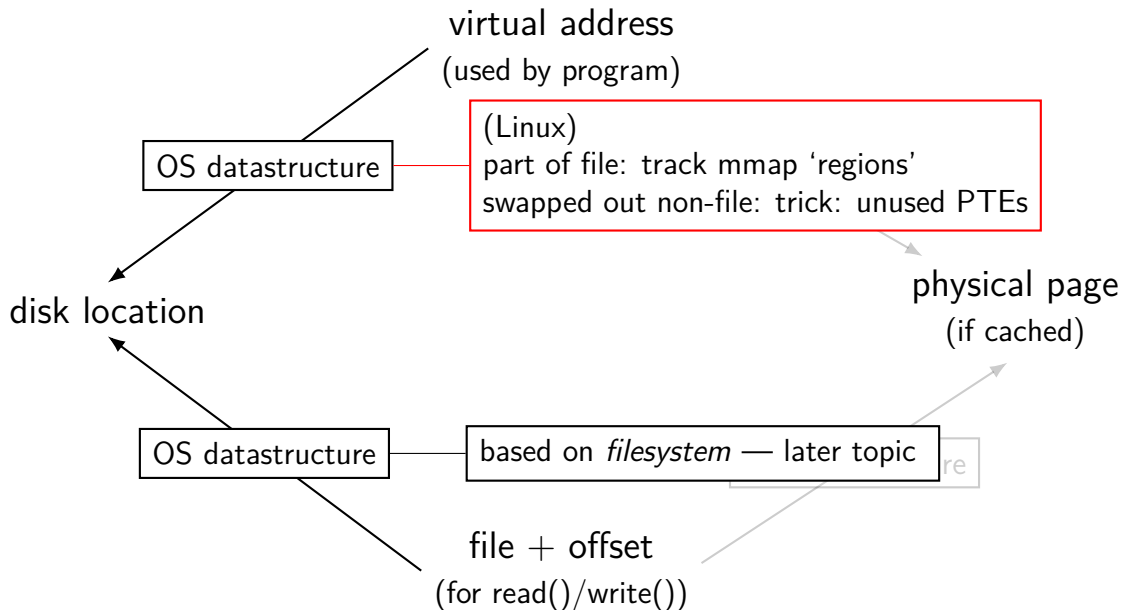 virtual address
(used by program)
(Linux)
OS datastructure
part of file: track mmap ‘regions’
swapped out non-file: trick: unused PTEs
physical page
disk location
(if cached)
OS datastructure
based on filesystem — later topic
file + offset
(for read()/write())